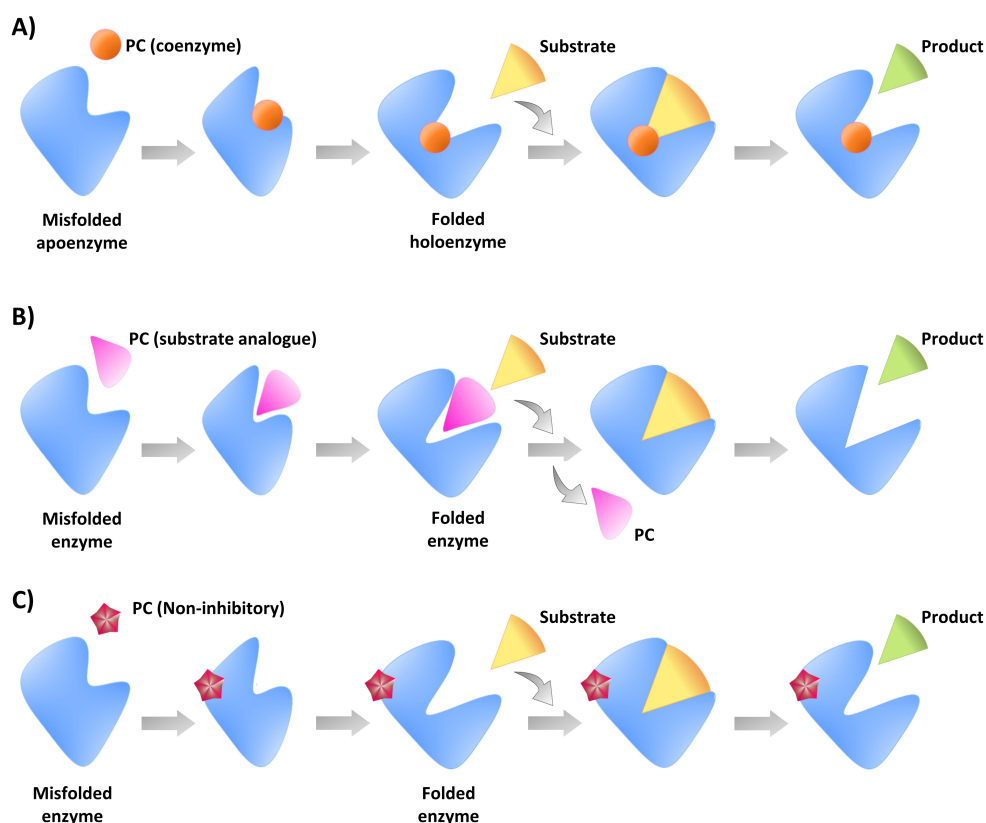 A)
PC (coenzyme)
Substrate
Product
Misfolded
apoenzyme
Folded
holoenzyme
B)
PC (substrate analogue)
Substrate
Product
Misfolded
enzyme
Folded
enzyme
PC
C)
PC (Non-inhibitory)
Substrate
Product
Misfolded
enzyme
Folded
enzyme